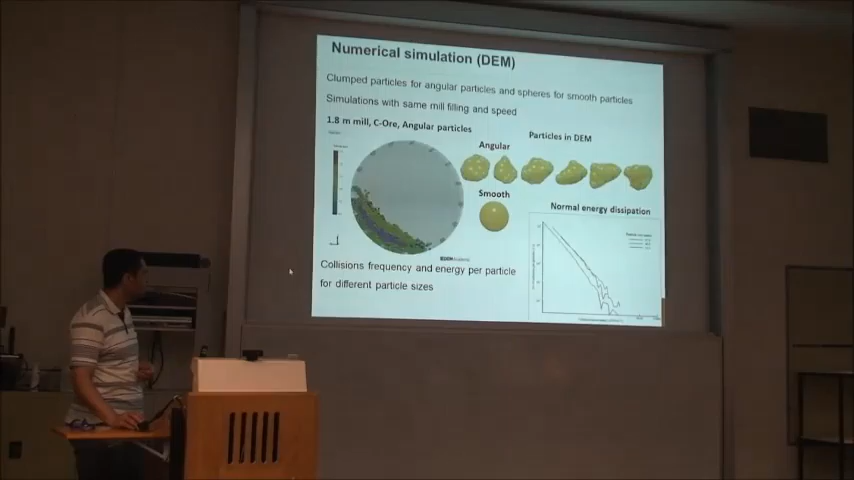 Numerical simulation (DEM)
Clumped particles for angular particles and spheres for smooth particles
Simulations with same mill filling and speed
1.8 m mill, C-Ore, Angular particles
Particles in DEM
Angular
Smooth
Normal energy dissipation
EDEM
Collisions frequency and energy per particle
for different particle sizes